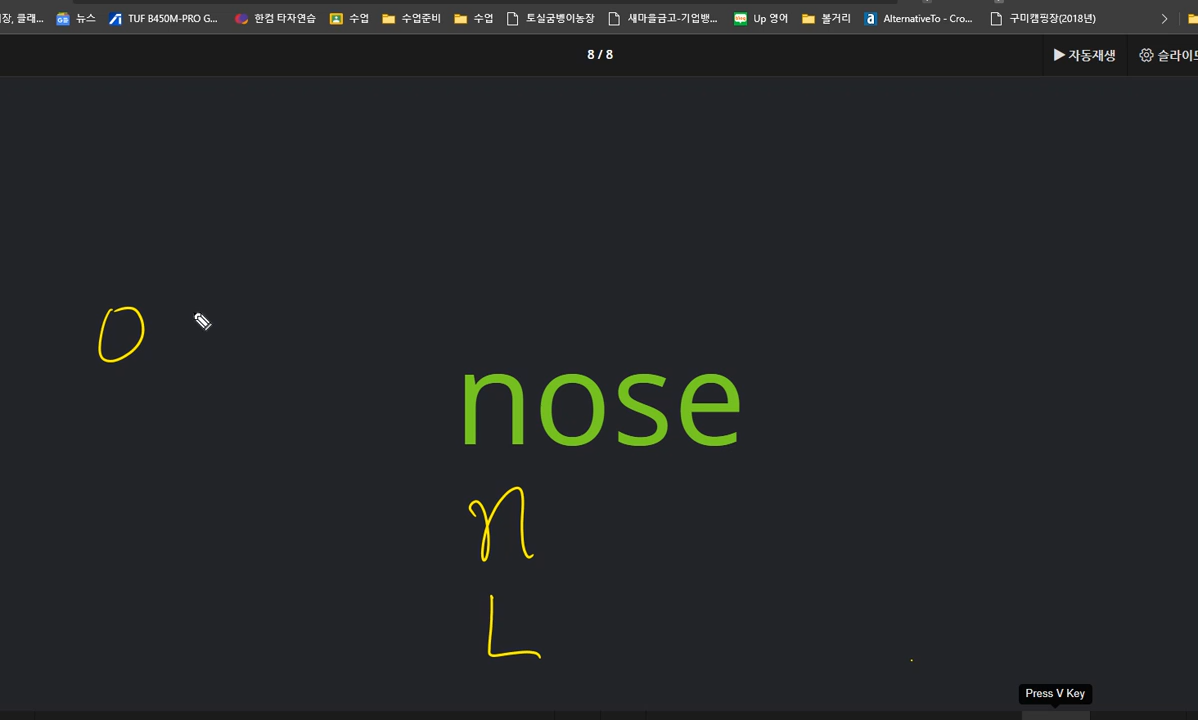 장, 클래... 뉴스 TUF B450M-PRO G... 한컴 타자연습 수업 수업준비 수업 토실굼벵이농장 새마을금고-기업뱅... Up 영어 볼거리 AlternativeTo - Cro... 구미캠핑장(2018년)
8 / 8 ▶ 자동재생 슬라이드
O
nose
n
ㄴ
Press V Key